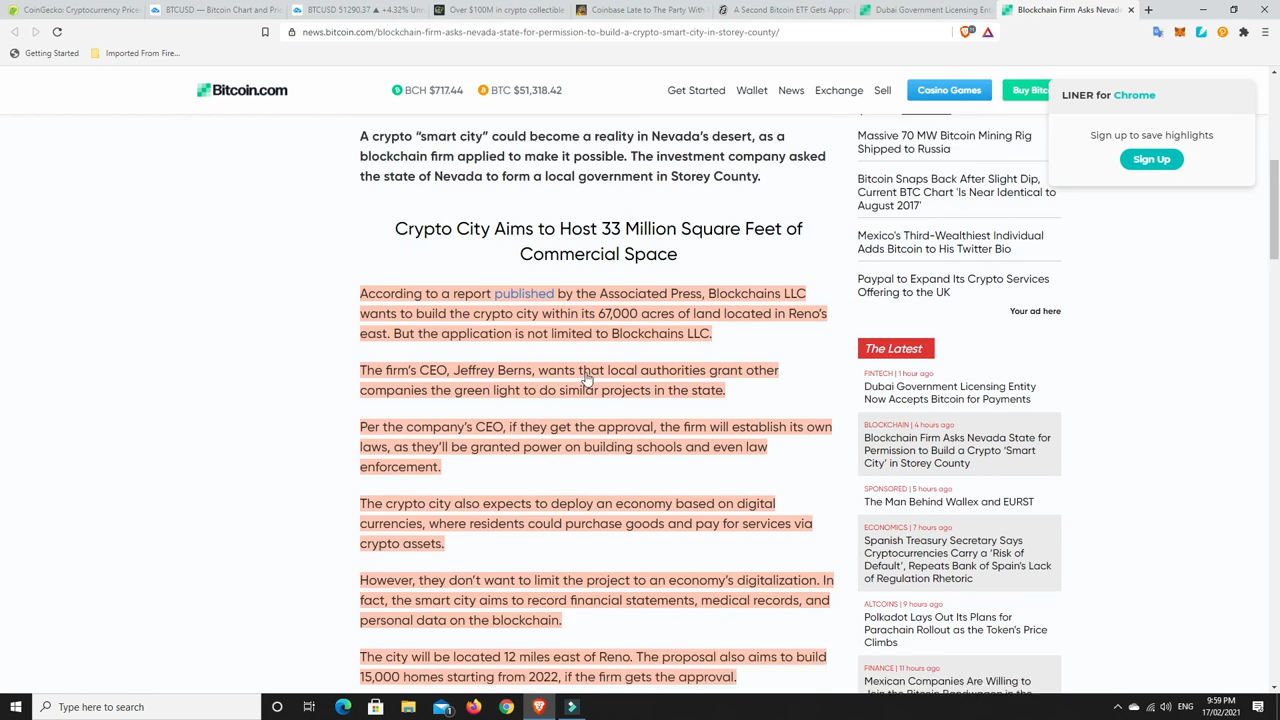 CoinGecko: Cryptocurrency Price
BTCUSD — Bitcoin Chart and Pri
BTCUSD 51290.37 ▲ +4.32% Unn
Over $100M in crypto collectible
Coinbase Late to The Party With
A Second Bitcoin ETF Gets Appro
Dubai Government Licensing Enti
Blockchain Firm Asks Nevada
news.bitcoin.com/blockchain-firm-asks-nevada-state-for-permission-to-build-a-crypto-smart-city-in-storey-county/
Getting Started
Imported From Fire...
Bitcoin.com
BCH $717.44
BTC $51,318.42
Get Started
Wallet
News
Exchange
Sell
Casino Games
Buy Bitc
LINER for Chrome
Sign up to save highlights
Sign Up
A crypto “smart city” could become a reality in Nevada’s desert, as a
blockchain firm applied to make it possible. The investment company asked
the state of Nevada to form a local government in Storey County.
Crypto City Aims to Host 33 Million Square Feet of
Commercial Space
According to a report published by the Associated Press, Blockchains LLC
wants to build the crypto city within its 67,000 acres of land located in Reno’s
east. But the application is not limited to Blockchains LLC.
The firm’s CEO, Jeffrey Berns, wants that local authorities grant other
companies the green light to do similar projects in the state.
Per the company’s CEO, if they get the approval, the firm will establish its own
laws, as they’ll be granted power on building schools and even law
enforcement.
The crypto city also expects to deploy an economy based on digital
currencies, where residents could purchase goods and pay for services via
crypto assets.
However, they don’t want to limit the project to an economy’s digitalization. In
fact, the smart city aims to record financial statements, medical records, and
personal data on the blockchain.
The city will be located 12 miles east of Reno. The proposal also aims to build
15,000 homes starting from 2022, if the firm gets the approval.
Massive 70 MW Bitcoin Mining Rig
Shipped to Russia
Bitcoin Snaps Back After Slight Dip,
Current BTC Chart 'Is Near Identical to
August 2017'
Mexico's Third-Wealthiest Individual
Adds Bitcoin to His Twitter Bio
Paypal to Expand Its Crypto Services
Offering to the UK
Your ad here
The Latest
FINTECH | 1 hour ago
Dubai Government Licensing Entity
Now Accepts Bitcoin for Payments
BLOCKCHAIN | 4 hours ago
Blockchain Firm Asks Nevada State for
Permission to Build a Crypto ‘Smart
City’ in Storey County
SPONSORED | 5 hours ago
The Man Behind Wallex and EURST
ECONOMICS | 7 hours ago
Spanish Treasury Secretary Says
Cryptocurrencies Carry a ‘Risk of
Default’, Repeats Bank of Spain’s Lack
of Regulation Rhetoric
ALTCOINS | 9 hours ago
Polkadot Lays Out Its Plans for
Parachain Rollout as the Token’s Price
Climbs
FINANCE | 11 hours ago
Mexican Companies Are Willing to
Join the Bitcoin Bandwagon in the
Type here to search
ENG
9:59 PM
17/02/2021